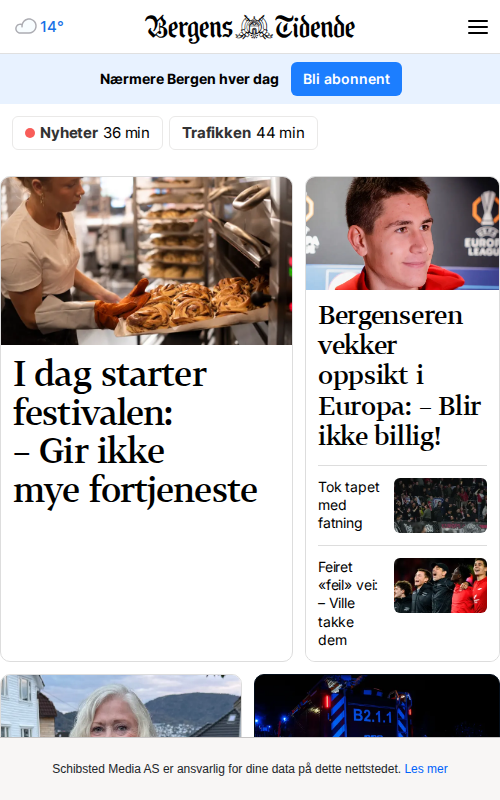 14°
Bergens Tidende
Nærmere Bergen hver dag
Bli abonnent
Nyheter 36 min
Trafikken 44 min
I dag starter
festivalen:
– Gir ikke
mye fortjeneste
EUROPA
LEAGUE
Bergenseren
vekker
oppsikt i
Europa: – Blir
ikke billig!
Tok tapet
med
fatning
Feiret
«feil» vei:
– Ville
takke
dem
B2.1.1
Schibsted Media AS er ansvarlig for dine data på dette nettstedet. Les mer